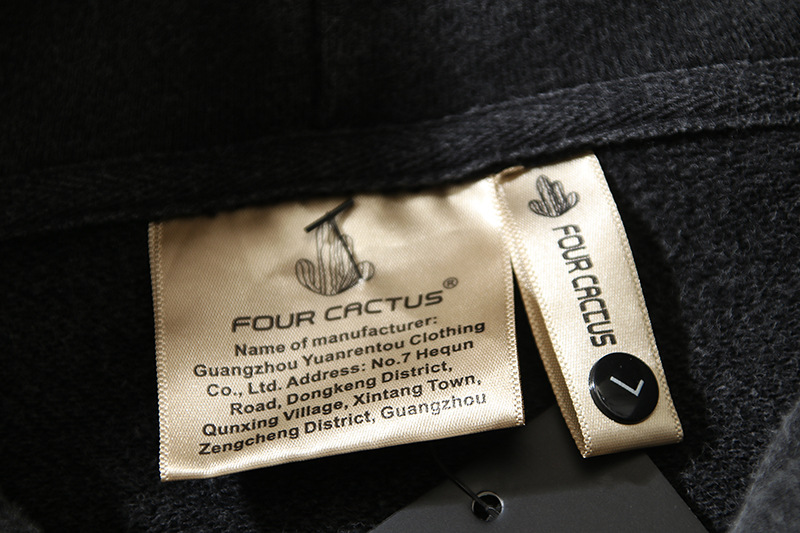 FOUR CACTUS®
Name of manufacturer:
Guangzhou Yuanrentou Clothing
Co., Ltd. Address: No.7 Hequn
Road, Dongkeng District,
Qunxing Village, Xintang Town,
Zengcheng District, Guangzhou
FOUR CACTUS
L